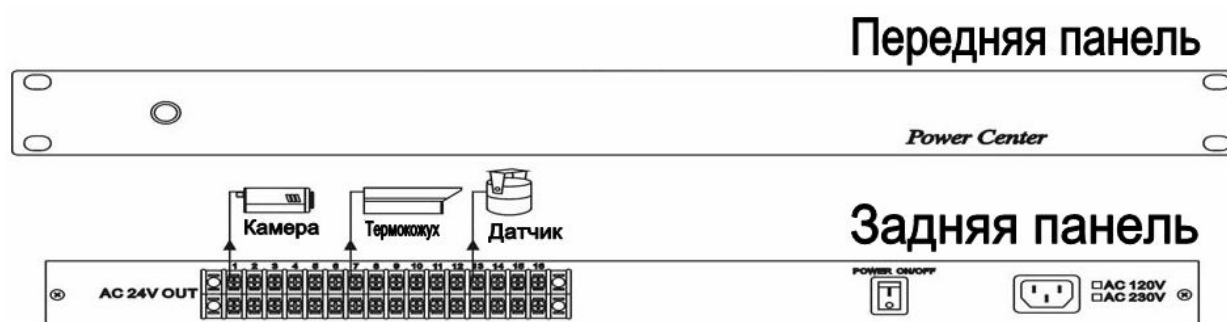 Передняя панель
Power Center
Камера
Термокожух
Датчик
Задняя панель
1 2 3 4 5 6 7 8 9 10 11 12 13 14 15 16
POWER ON/OFF
AC 24V OUT
□AC 120V
□AC 230V